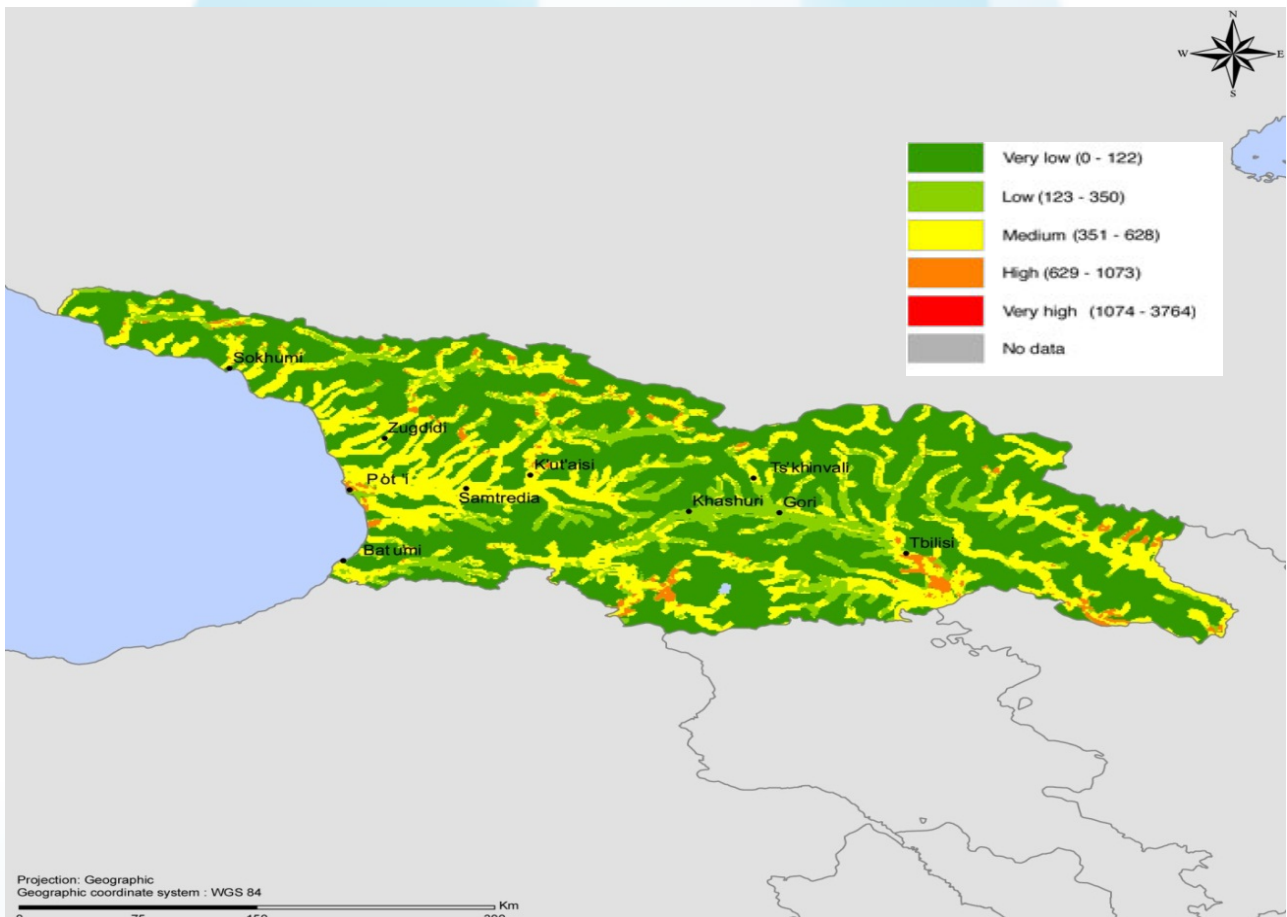 N
W E
S
Very low (0 - 122)
Low (123 - 350)
Medium (351 - 628)
High (629 - 1073)
Very high (1074 - 3764)
No data
Sokhumi
Zugdidi
K'ut'aisi
Ts'khinvali
P'ot 'i
Samtredia
Khashuri
Gori
Tbilisi
Bat'umi
Projection: Geographic
Geographic coordinate system : WGS 84
Km